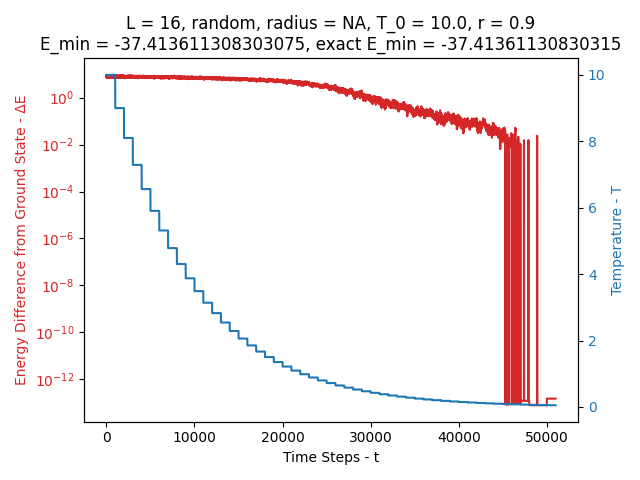 L = 16, random, radius = NA, T_0 = 10.0, r = 0.9
E_min = -37.413611308303075, exact E_min = -37.41361130830315
10⁰
10⁻²
10⁻⁴
10⁻⁶
10⁻⁸
10⁻¹⁰
10⁻¹²
Energy Difference from Ground State - ΔE
10
8
6
4
2
0
Temperature - T
0 10000 20000 30000 40000 50000
Time Steps - t